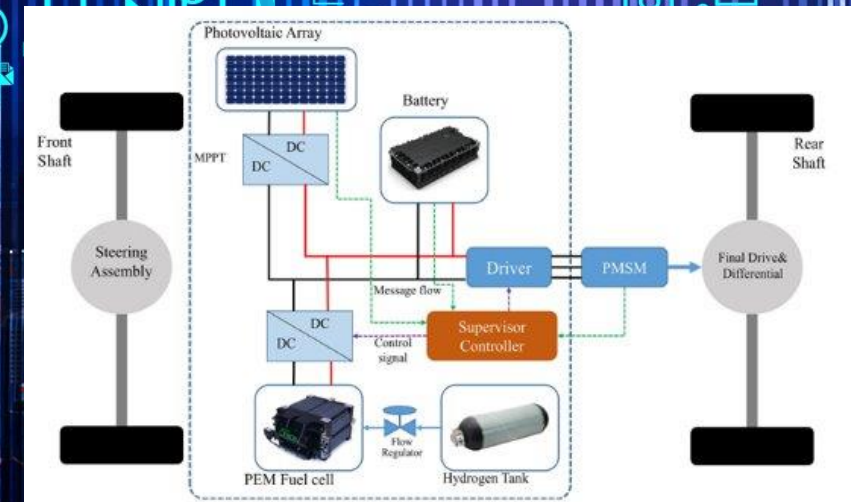 Photovoltaic Array
Battery
Front
Shaft
MPPT
DC
DC
Rear
Shaft
Steering
Assembly
Driver
PMSM
Final Drive&
Differential
Message flow
DC
DC
Control
signal
Supervisor
Controller
Flow
Regulator
PEM Fuel cell
Hydrogen Tank